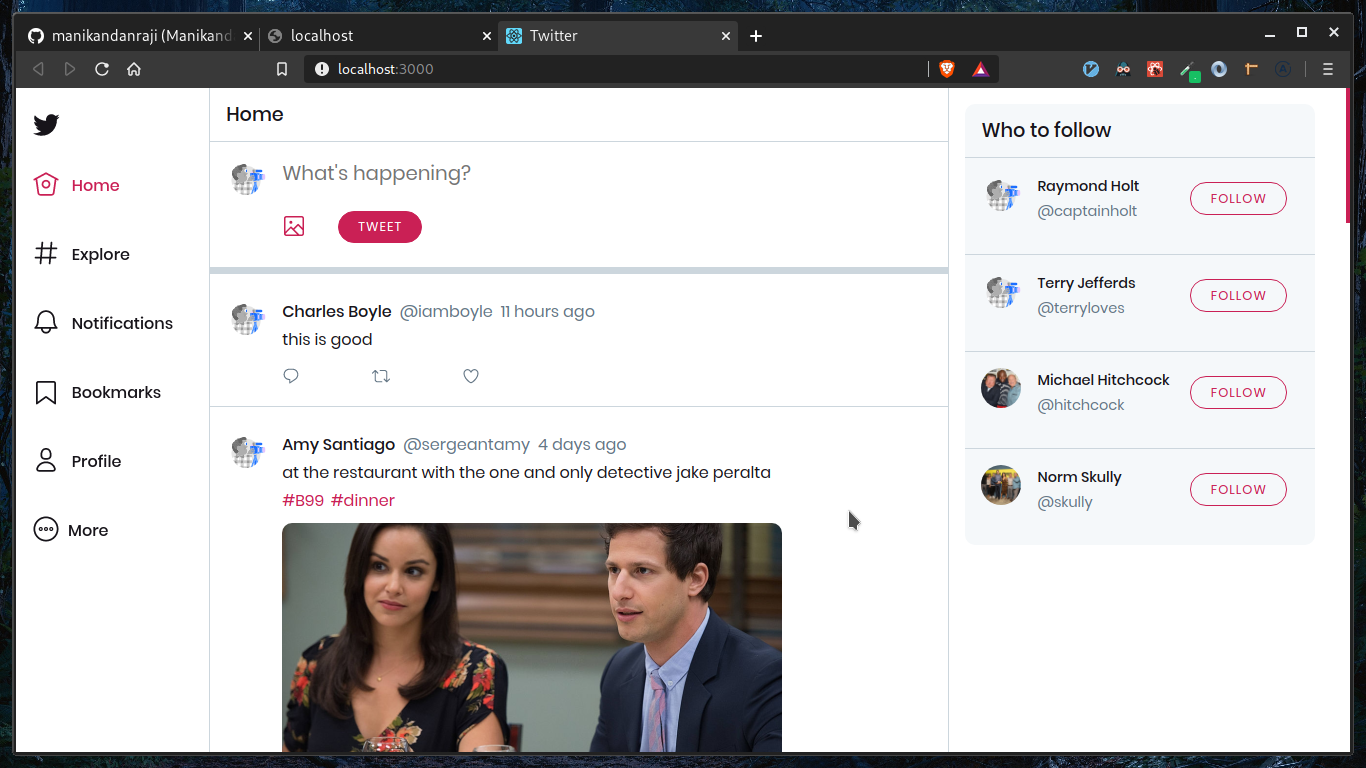 manikandanraji (Manikand
localhost
Twitter
localhost:3000
Home
Explore
Notifications
Bookmarks
Profile
More
Home
What's happening?
TWEET
Charles Boyle @iamboyle 11 hours ago
this is good
Amy Santiago @sergeantamy 4 days ago
at the restaurant with the one and only detective jake peralta
#B99 #dinner
Who to follow
Raymond Holt
@captainholt
FOLLOW
Terry Jefferds
@terryloves
FOLLOW
Michael Hitchcock
@hitchcock
FOLLOW
Norm Skully
@skully
FOLLOW